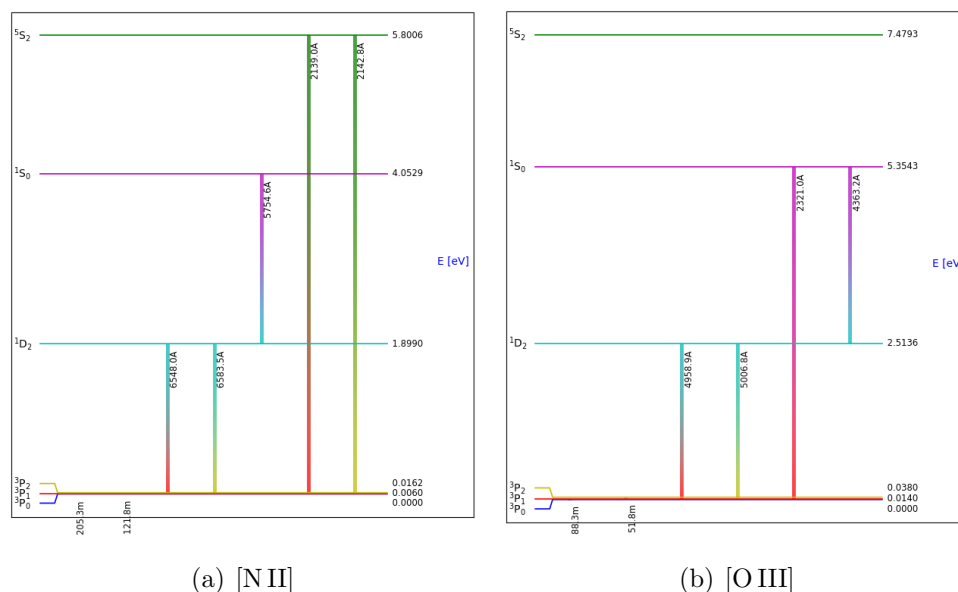 ⁵S₂
5.8006
2139.0A
2142.8A
¹S₀
4.0529
5754.6A
E [eV]
¹D₂
1.8990
6548.0A
6583.5A
³P₂
0.0162
³P₁
0.0060
³P₀
0.0000
205.3m
121.8m
(a) [N II]
⁵S₂
7.4793
¹S₀
5.3543
2321.0A
4363.2A
E [eV
¹D₂
2.5136
4958.9A
5006.8A
³P₂
0.0380
³P₁
0.0140
³P₀
0.0000
88.3m
51.8m
(b) [O III]